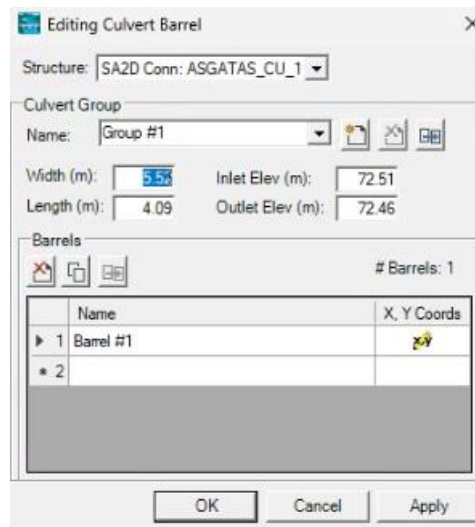 Editing Culvert Barrel
Structure: SA2D Conn: ASGATAS_CU_1
Culvert Group
Name: Group #1
Width (m): 5.52 Inlet Elev (m): 72.51
Length (m): 4.09 Outlet Elev (m): 72.46
Barrels
# Barrels: 1
Name X, Y Coords
1 Barrel #1
2
OK Cancel Apply